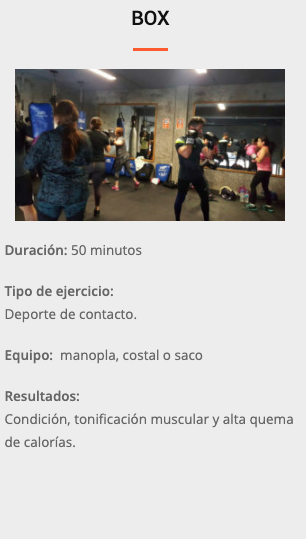 BOX
Duración: 50 minutos
Tipo de ejercicio:
Deporte de contacto.
Equipo: manopla, costal o saco
Resultados:
Condición, tonificación muscular y alta quema
de calorías.